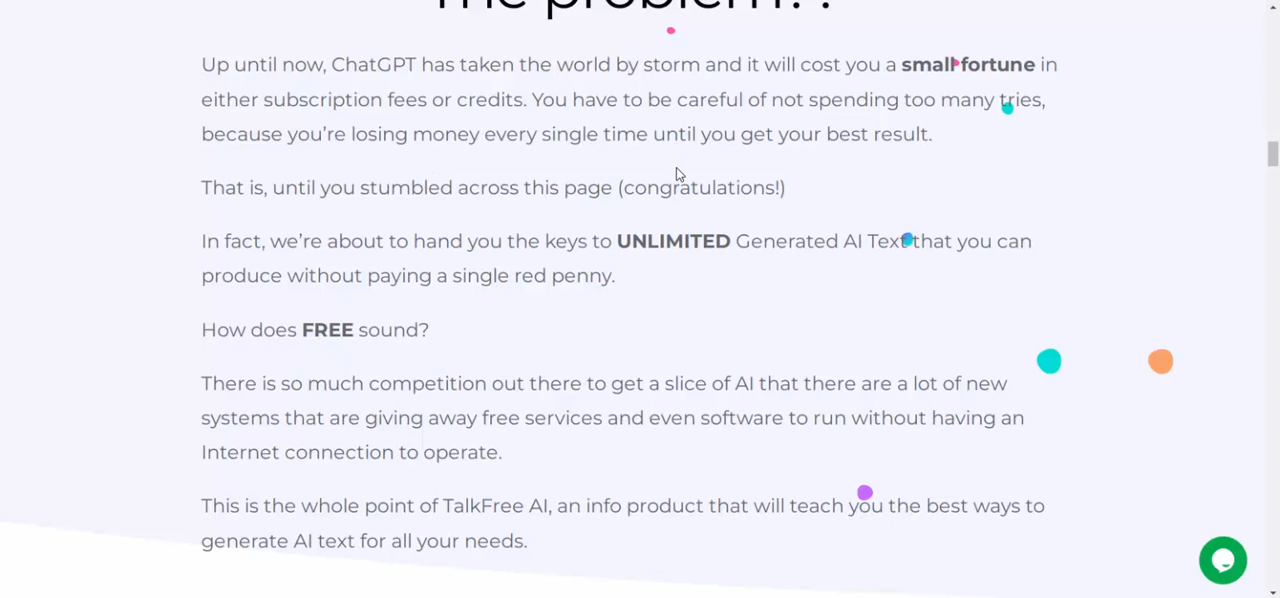 The problem??
Up until now, ChatGPT has taken the world by storm and it will cost you a small fortune in
either subscription fees or credits. You have to be careful of not spending too many tries,
because you’re losing money every single time until you get your best result.
That is, until you stumbled across this page (congratulations!)
In fact, we’re about to hand you the keys to UNLIMITED Generated AI Text that you can
produce without paying a single red penny.
How does FREE sound?
There is so much competition out there to get a slice of AI that there are a lot of new
systems that are giving away free services and even software to run without having an
Internet connection to operate.
This is the whole point of TalkFree AI, an info product that will teach you the best ways to
generate AI text for all your needs.